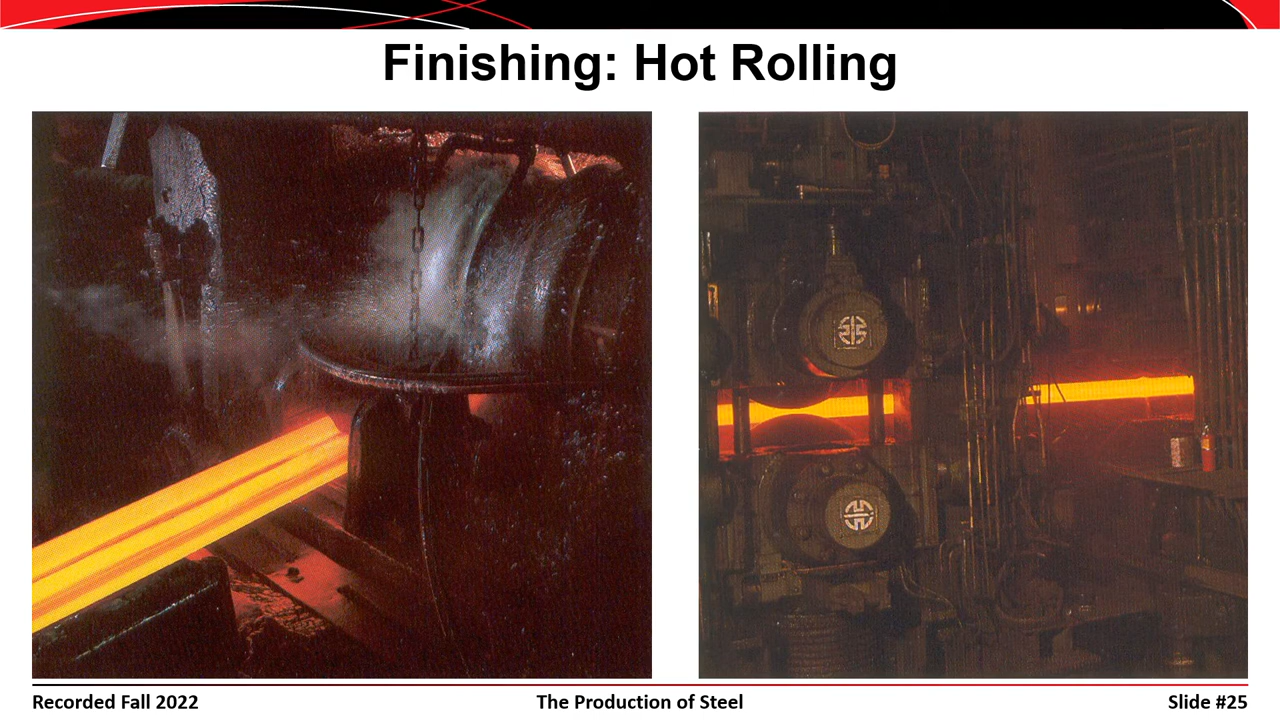 Finishing: Hot Rolling
Recorded Fall 2022
The Production of Steel
Slide #25